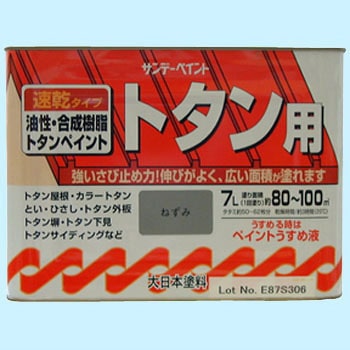 サンデーペイント
速乾タイプ
油性・合成樹脂
トタンペイント
トタン用
強いさび止め力!伸びがよく、広い面積が塗れます
トタン屋根・カラートタン
とい・ひさし・トタン外板
トタン塀・トタン下見
トタンサイディングなど
ねずみ
7L 塗り面積(1回塗り)約80~100㎡
うすめる時は
ペイントうすめ液
大日本塗料
Lot No. E87S306